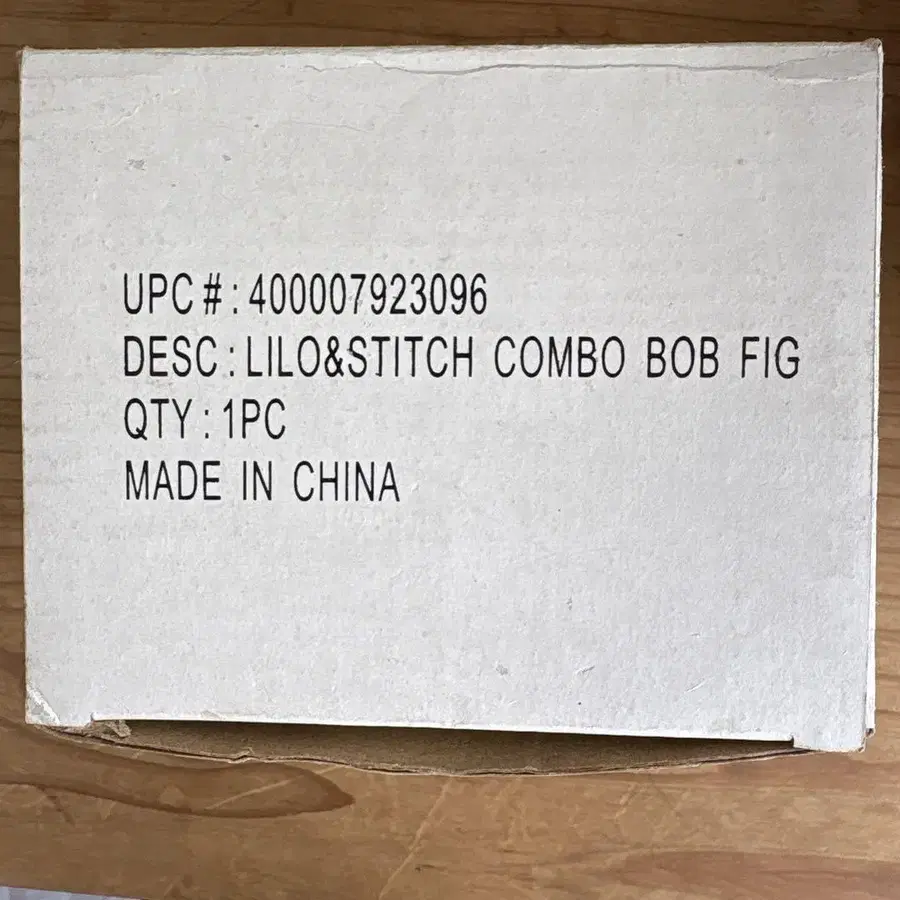 UPC#: 400007923096
DESC: LILO&STITCH COMBO BOB FIG
QTY: 1PC
MADE IN CHINA